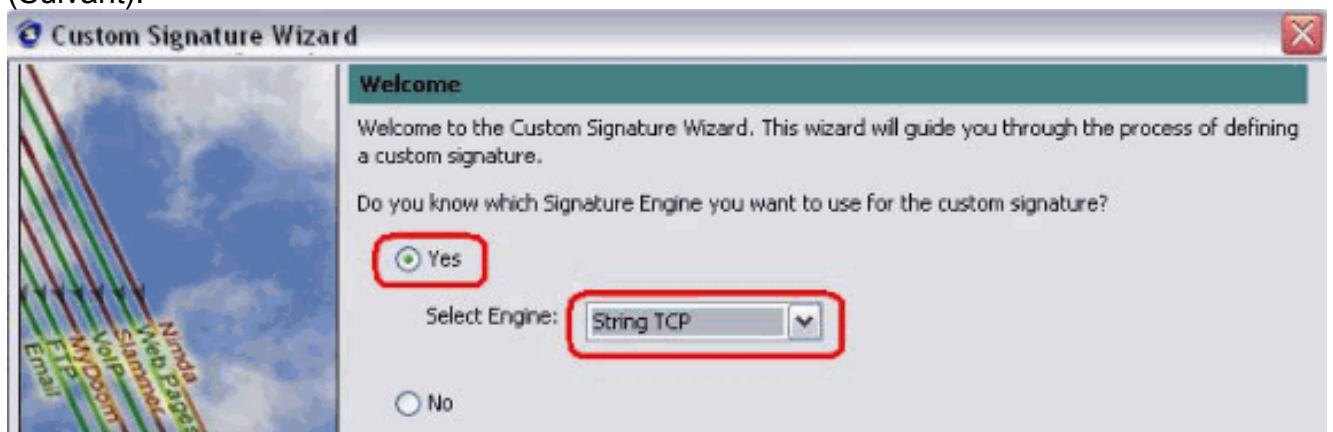 (Suivant).
Custom Signature Wizard
Welcome
Welcome to the Custom Signature Wizard. This wizard will guide you through the process of defining
a custom signature.
Do you know which Signature Engine you want to use for the custom signature?
Yes
Select Engine: String TCP
No
Nimda
Web Pages
Slammer
VoIP
MyDoom
FTP
Email